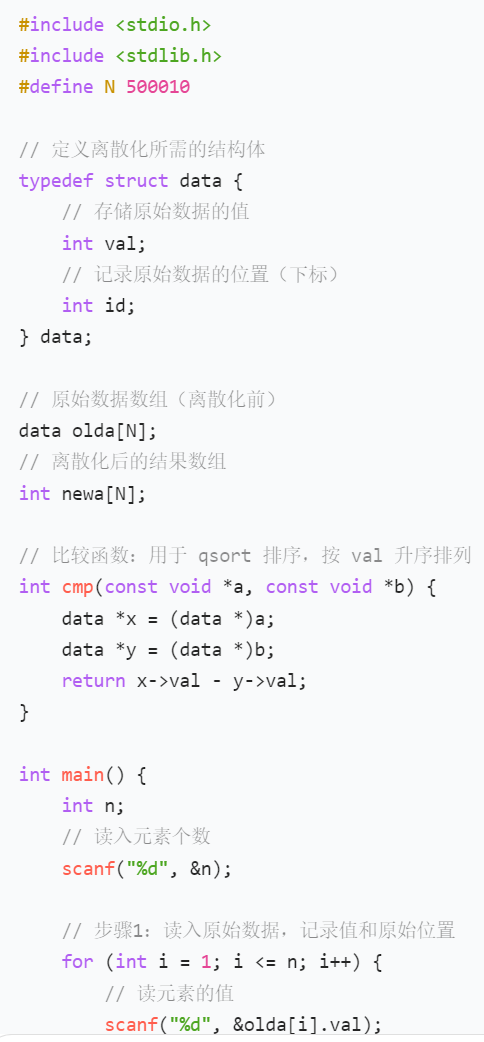 #include <stdio.h>
#include <stdlib.h>
#define N 500010

// 定义离散化所需的结构体
typedef struct data {
    // 存储原始数据的值
    int val;
    // 记录原始数据的位置（下标）
    int id;
} data;

// 原始数据数组（离散化前）
data olda[N];
// 离散化后的结果数组
int newa[N];

// 比较函数：用于 qsort 排序，按 val 升序排列
int cmp(const void *a, const void *b) {
    data *x = (data *)a;
    data *y = (data *)b;
    return x->val - y->val;
}

int main() {
    int n;
    // 读入元素个数
    scanf("%d", &n);

    // 步骤1：读入原始数据，记录值和原始位置
    for (int i = 1; i <= n; i++) {
        // 读元素的值
        scanf("%d", &olda[i].val);